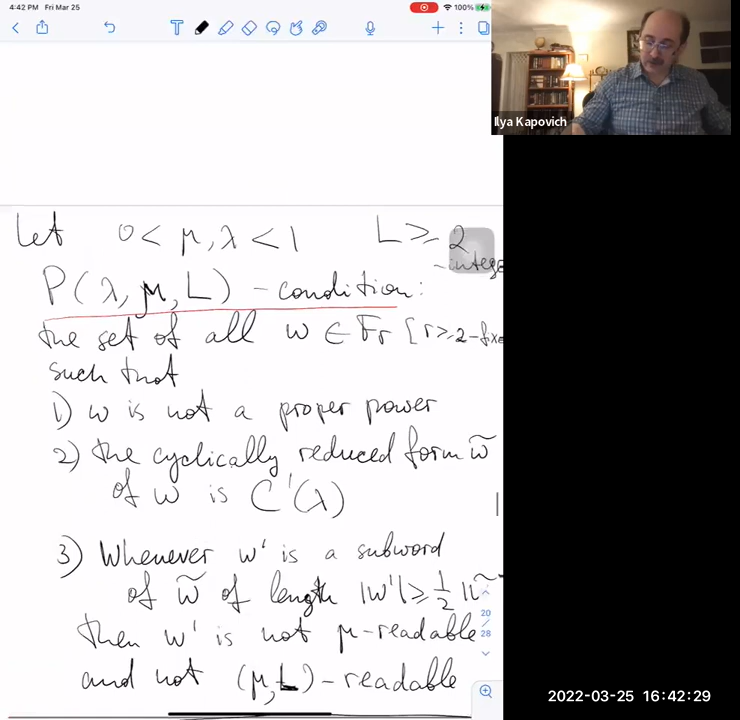 4:42 PM Fri Mar 25
100%
Ilya Kapovich
Let 0 < μ, λ < 1 L ≥ 2
- intege
P(λ, μ, L) - condition:
the set of all w ∈ Fr [r ≥ 2 - fixe
such that
1) w is not a proper power
2) the cyclically reduced form w̃
of w is C'(λ)
3) Whenever w' is a subword
of w̃ of length |w'| ≥ 1/2 |w̃
then w' is not μ-readable
and not (μ, L) - readable
20
28
2022-03-25 16:42:29